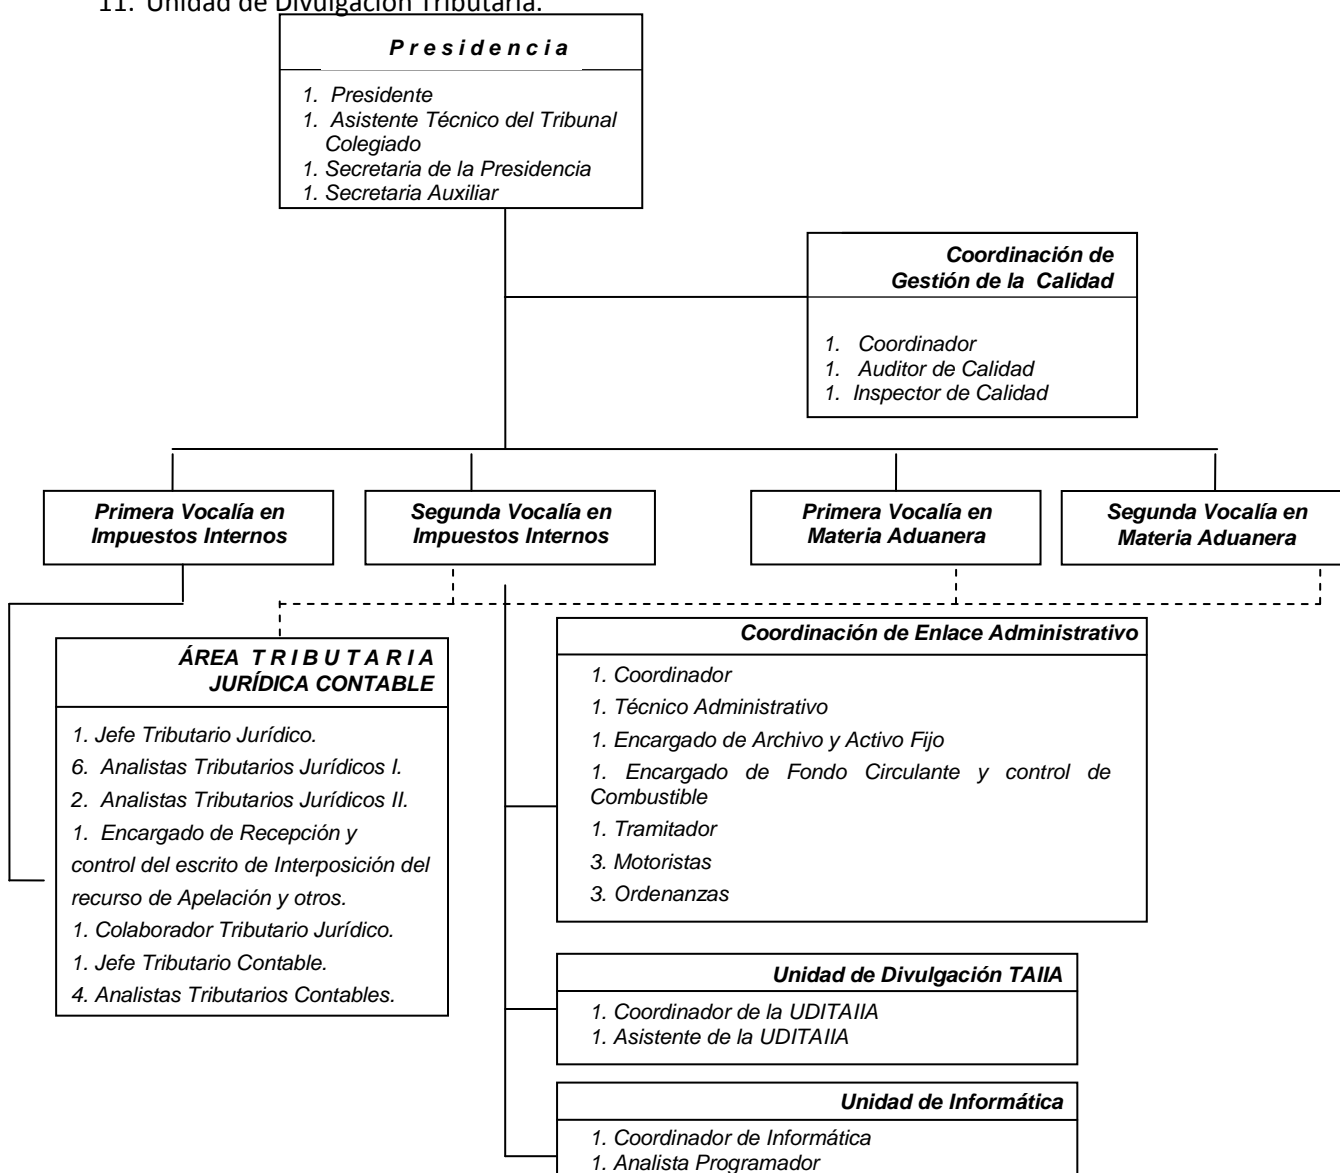 11. Unidad de Divulgación Tributaria.
P r e s i d e n c i a
1. Presidente
1. Asistente Técnico del Tribunal
Colegiado
1. Secretaria de la Presidencia
1. Secretaria Auxiliar
Coordinación de
Gestión de la Calidad
1. Coordinador
1. Auditor de Calidad
1. Inspector de Calidad
Primera Vocalía en
Impuestos Internos
Segunda Vocalía en
Impuestos Internos
Primera Vocalía en
Materia Aduanera
Segunda Vocalía en
Materia Aduanera
ÁREA T R I B U T A R I A
JURÍDICA CONTABLE
1. Jefe Tributario Jurídico.
6. Analistas Tributarios Jurídicos I.
2. Analistas Tributarios Jurídicos II.
1. Encargado de Recepción y
control del escrito de Interposición del
recurso de Apelación y otros.
1. Colaborador Tributario Jurídico.
1. Jefe Tributario Contable.
4. Analistas Tributarios Contables.
Coordinación de Enlace Administrativo
1. Coordinador
1. Técnico Administrativo
1. Encargado de Archivo y Activo Fijo
1. Encargado de Fondo Circulante y control de
Combustible
1. Tramitador
3. Motoristas
3. Ordenanzas
Unidad de Divulgación TAIIA
1. Coordinador de la UDITAIIA
1. Asistente de la UDITAIIA
Unidad de Informática
1. Coordinador de Informática
1. Analista Programador